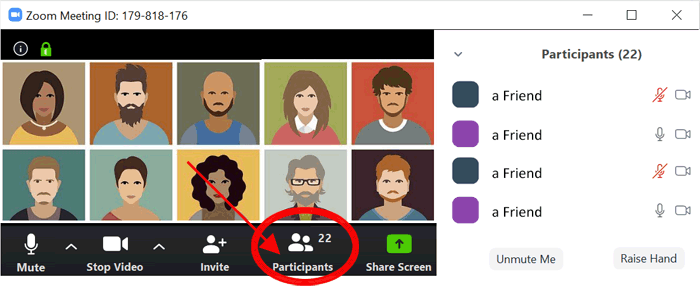 Zoom Meeting ID: 179-818-176
Participants (22)
a Friend
a Friend
a Friend
a Friend
Unmute Me
Raise Hand
22
Mute
Stop Video
Invite
Participants
Share Screen